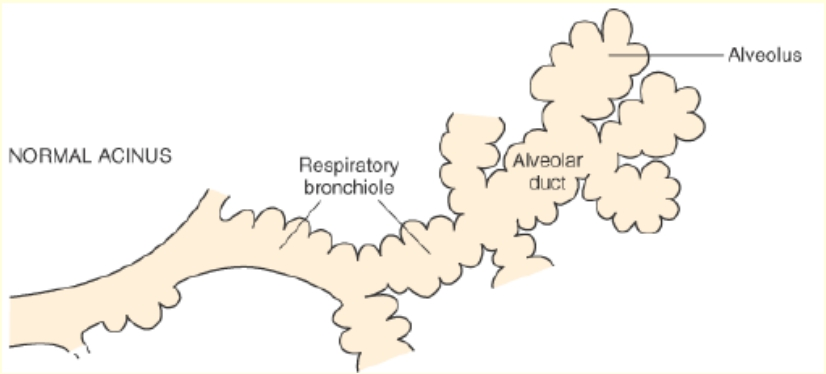 Alveolus
NORMAL ACINUS
Respiratory
bronchiole
Alveolar
duct